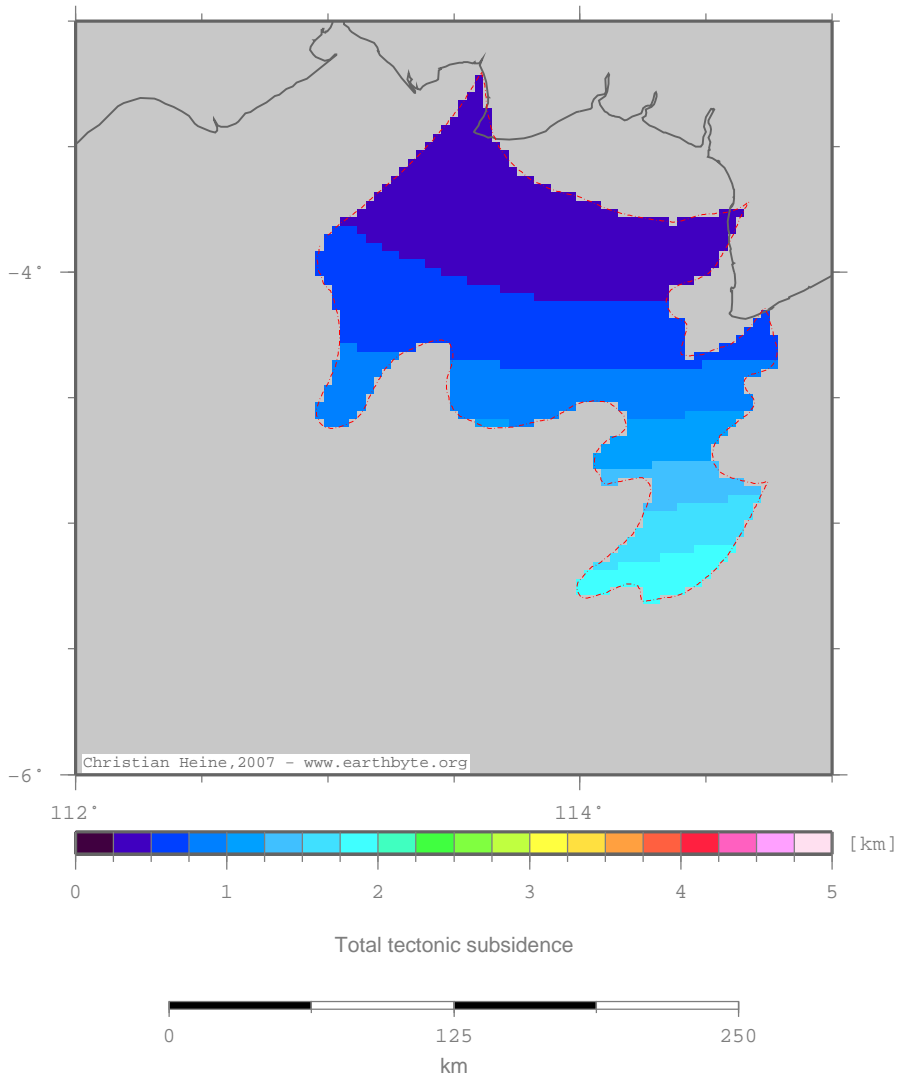 −4°
−6°
Christian Heine,2007 − www.earthbyte.org
112° 114°
[km]
0 1 2 3 4 5
Total tectonic subsidence
0 125 250
km